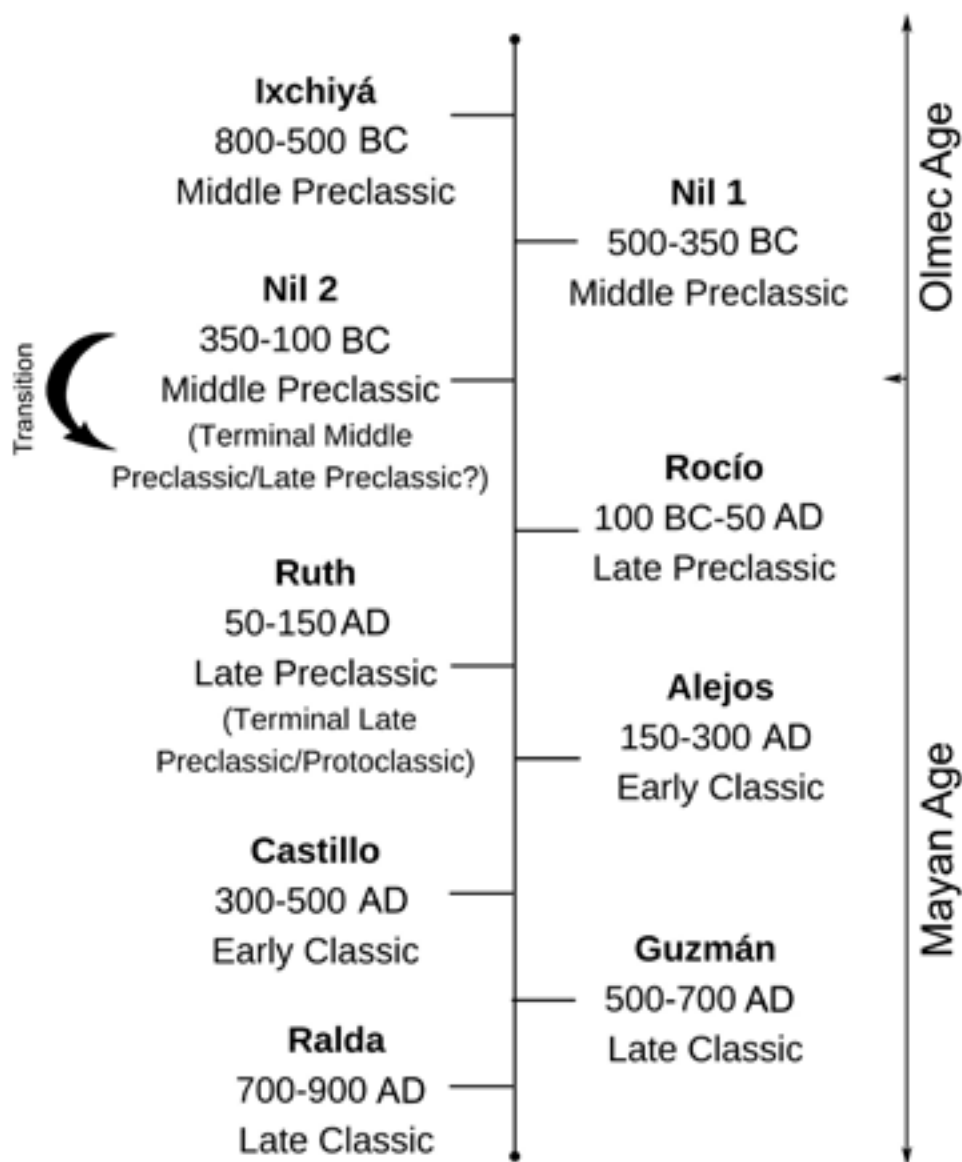 Ixchiyá
800-500 BC
Middle Preclassic
Nil 1
500-350 BC
Middle Preclassic
Nil 2
350-100 BC
Middle Preclassic
(Terminal Middle
Preclassic/Late Preclassic?)
Transition
Rocío
100 BC-50 AD
Late Preclassic
Ruth
50-150 AD
Late Preclassic
(Terminal Late
Preclassic/Protoclassic)
Alejos
150-300 AD
Early Classic
Castillo
300-500 AD
Early Classic
Guzmán
500-700 AD
Late Classic
Ralda
700-900 AD
Late Classic
Olmec Age
Mayan Age